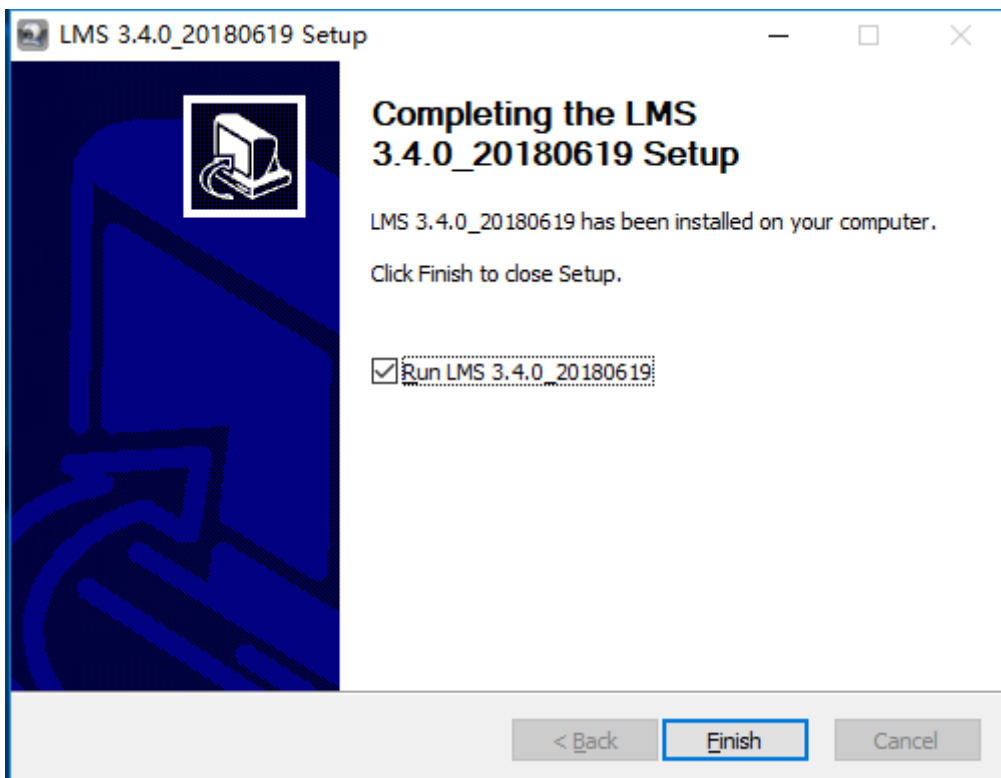 LMS 3.4.0_20180619 Setup
Completing the LMS
3.4.0_20180619 Setup
LMS 3.4.0_20180619 has been installed on your computer.
Click Finish to close Setup.
Run LMS 3.4.0_20180619
< Back Finish Cancel